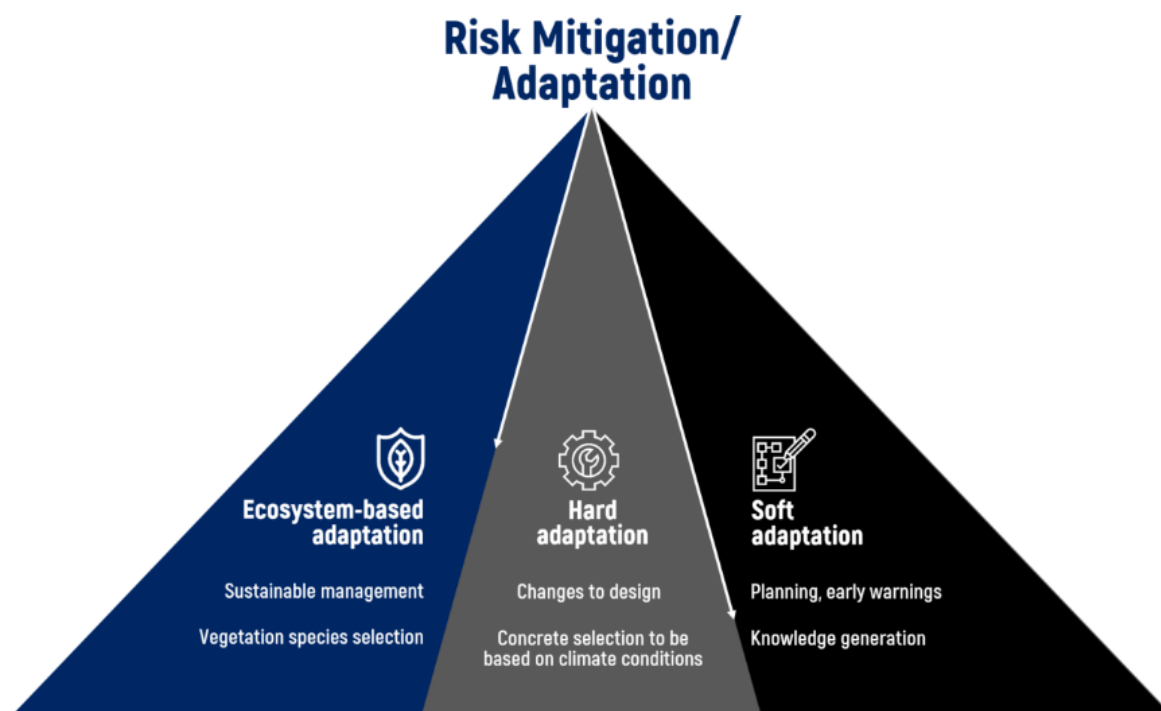 Risk Mitigation/
Adaptation
Ecosystem-based
adaptation
Sustainable management
Vegetation species selection
Hard
adaptation
Changes to design
Concrete selection to be
based on climate conditions
Soft
adaptation
Planning, early warnings
Knowledge generation